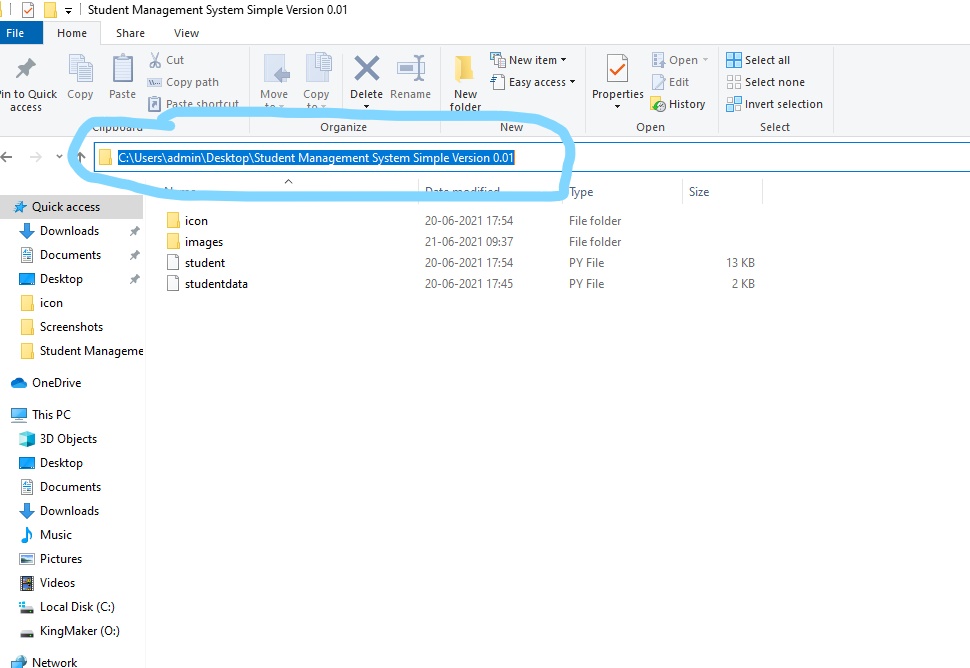 Student Management System Simple Version 0.01
File Home Share View
Pin to Quick access
Copy
Paste
Cut
Copy path
Paste shortcut
Clipboard
Move to
Copy to
Delete
Rename
Organize
New folder
New item
Easy access
New
Properties
Open
Edit
History
Open
Select all
Select none
Invert selection
Select
C:\Users\admin\Desktop\Student Management System Simple Version 0.01
Name Date modified Type Size
icon 20-06-2021 17:54 File folder
images 21-06-2021 09:37 File folder
student 20-06-2021 17:54 PY File 13 KB
studentdata 20-06-2021 17:45 PY File 2 KB
Quick access
Downloads
Documents
Desktop
icon
Screenshots
Student Manageme
OneDrive
This PC
3D Objects
Desktop
Documents
Downloads
Music
Pictures
Videos
Local Disk (C:)
KingMaker (O:)
Network